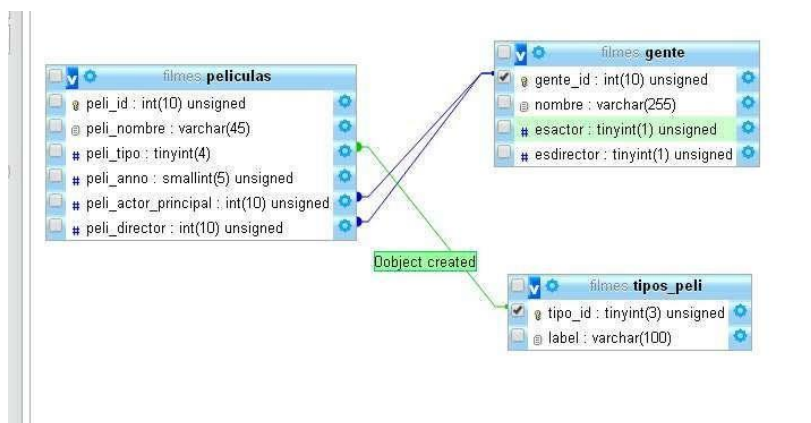 filmes.peliculas
peli_id : int(10) unsigned
peli_nombre : varchar(45)
peli_tipo : tinyint(4)
peli_anno : smallint(5) unsigned
peli_actor_principal : int(10) unsigned
peli_director : int(10) unsigned
filmes.gente
gente_id : int(10) unsigned
nombre : varchar(255)
esactor : tinyint(1) unsigned
esdirector : tinyint(1) unsigned
0object created
filmes.tipos_peli
tipo_id : tinyint(3) unsigned
label : varchar(100)